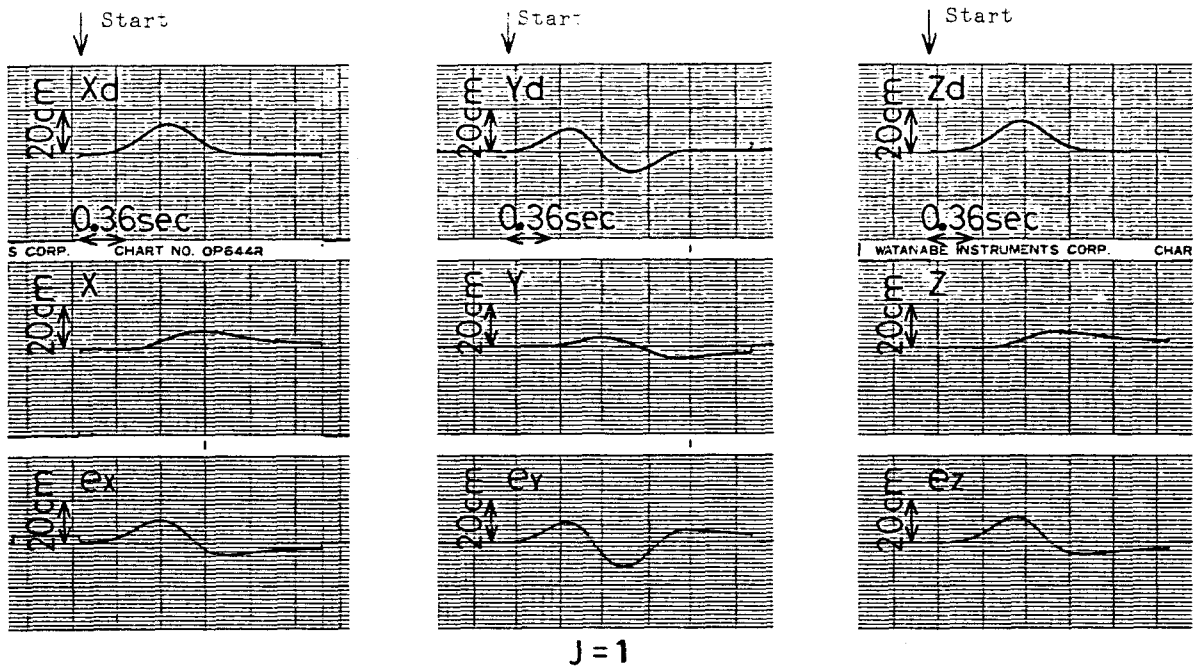 Start Start Start
Xd Yd Zd
20cm 20cm 20cm
0.36sec 0.36sec 0.36sec
S CORP. CHART NO. OP644R WATANABE INSTRUMENTS CORP. CHAR
X Y Z
20cm 20cm 20cm
ex eY ez
20cm 20cm 20cm
J = 1